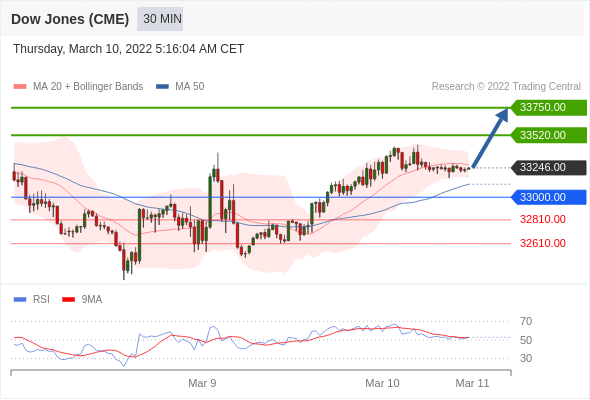 Dow Jones (CME) 30 MIN
Thursday, March 10, 2022 5:16:04 AM CET
MA 20 + Bollinger Bands MA 50 Research © 2022 Trading Central
33750.00
33520.00
33246.00
33000.00
32810.00
32610.00
RSI 9MA
70
50
30
Mar 9 Mar 10 Mar 11